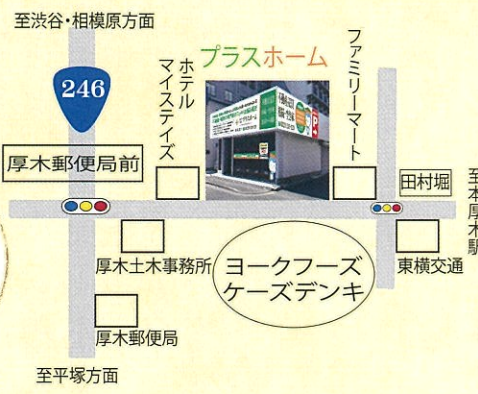 至渋谷・相模原方面
246
ホテル
マイステイズ
プラスホーム
ファミリーマート
厚木郵便局前
田村堀
至本厚木駅
厚木土木事務所
ヨークフーズ
ケーズデンキ
東横交通
厚木郵便局
至平塚方面